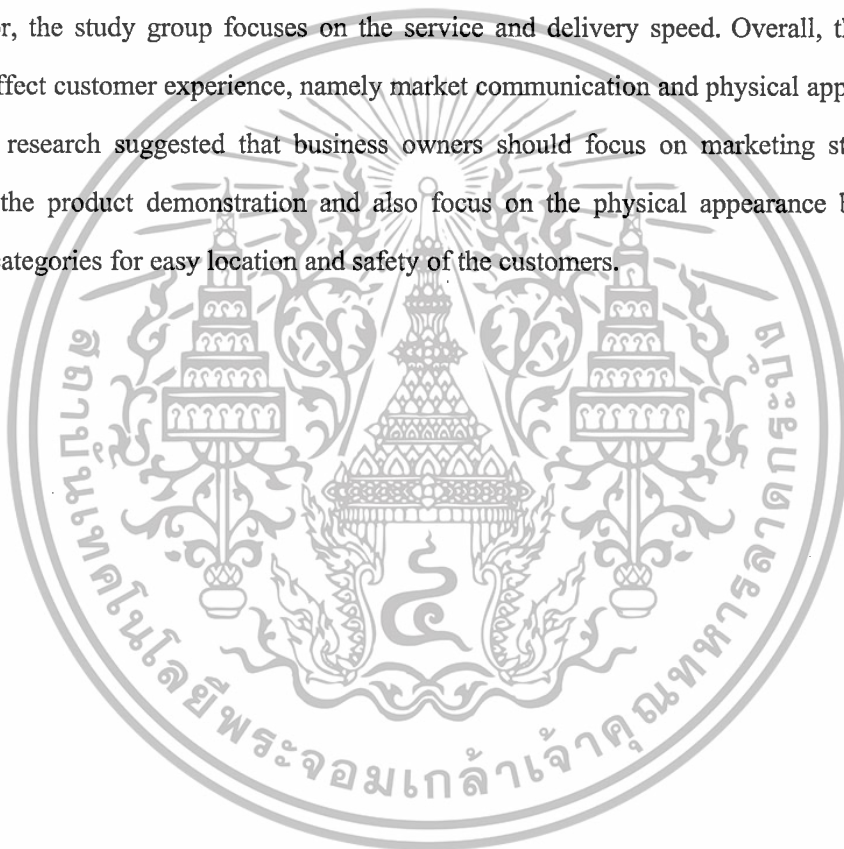 or, the study group focuses on the service and delivery speed. Overall, t
ffect customer experience, namely market communication and physical app
research suggested that business owners should focus on marketing st
the product demonstration and also focus on the physical appearance
ategories for easy location and safety of the customers.
สถาบันเทคโนโลยีพระจอมเกล้าเจ้าคุณทหารลาดกระบัง
๔